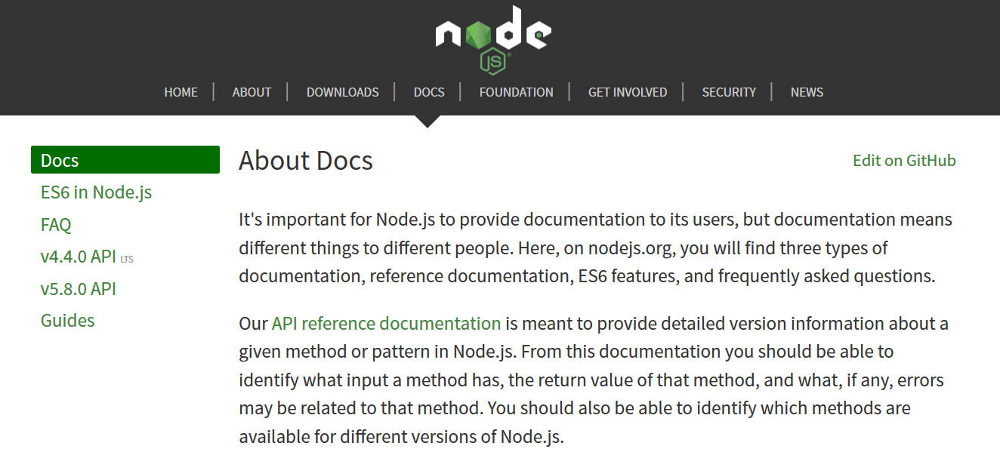 node
JS ®
HOME | ABOUT | DOWNLOADS | DOCS | FOUNDATION | GET INVOLVED | SECURITY | NEWS
Docs
ES6 in Node.js
FAQ
v4.4.0 API LTS
v5.8.0 API
Guides
About Docs
Edit on GitHub
It's important for Node.js to provide documentation to its users, but documentation means
different things to different people. Here, on nodejs.org, you will find three types of
documentation, reference documentation, ES6 features, and frequently asked questions.
Our API reference documentation is meant to provide detailed version information about a
given method or pattern in Node.js. From this documentation you should be able to
identify what input a method has, the return value of that method, and what, if any, errors
may be related to that method. You should also be able to identify which methods are
available for different versions of Node.js.